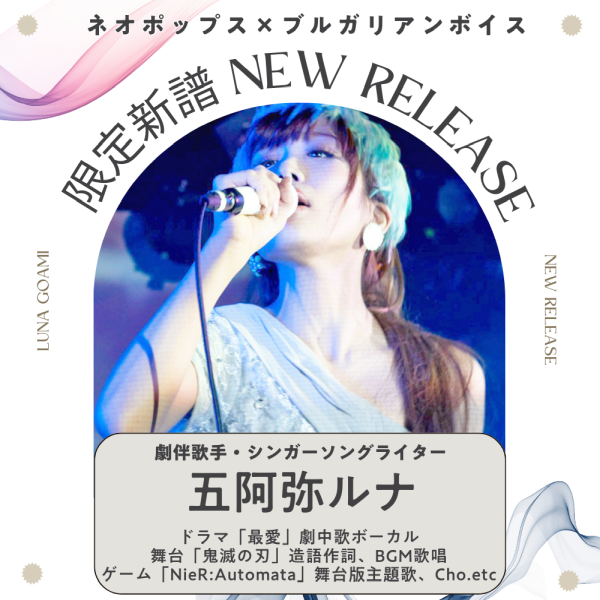 ネオポップス×ブルガリアンボイス
限定新譜 NEW RELEASE
LUNA GOAMI
NEW RELEASE
劇伴歌手・シンガーソングライター
五阿弥ルナ
ドラマ「最愛」劇中歌ボーカル
舞台「鬼滅の刃」造語作詞、BGM歌唱
ゲーム「NieR:Automata」舞台版主題歌、Cho.etc